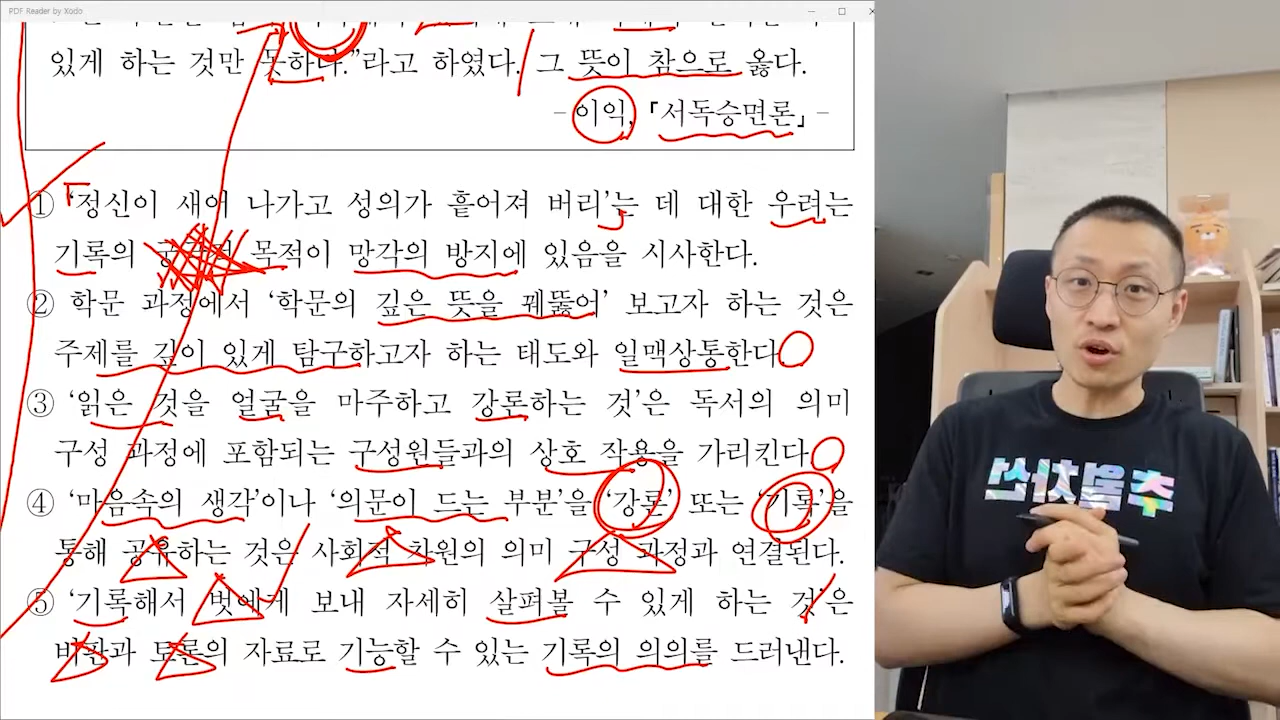 PDF Reader by Xodo
있게 하는 것만 못하다.”라고 하였다. 그 뜻이 참으로 옳다.
- 이익, 「서독승면론」 -
① ‘정신이 새어 나가고 성의가 흩어져 버리’는 데 대한 우려는
기록의 목적이 망각의 방지에 있음을 시사한다.
② 학문 과정에서 ‘학문의 깊은 뜻을 꿰뚫어’ 보고자 하는 것은
주제를 깊이 있게 탐구하고자 하는 태도와 일맥상통한다.
③ ‘읽은 것을 얼굴을 마주하고 강론하는 것’은 독서의 의미
구성 과정에 포함되는 구성원들과의 상호 작용을 가리킨다.
④ ‘마음속의 생각’이나 ‘의문이 드는 부분’을 ‘강론’ 또는 ‘기록’을
통해 공유하는 것은 사회적 차원의 의미 구성 과정과 연결된다.
⑤ ‘기록해서 벗에게 보내 자세히 살펴볼 수 있게 하는 것’은
비판과 토론의 자료로 기능할 수 있는 기록의 의의를 드러낸다.
추월차선